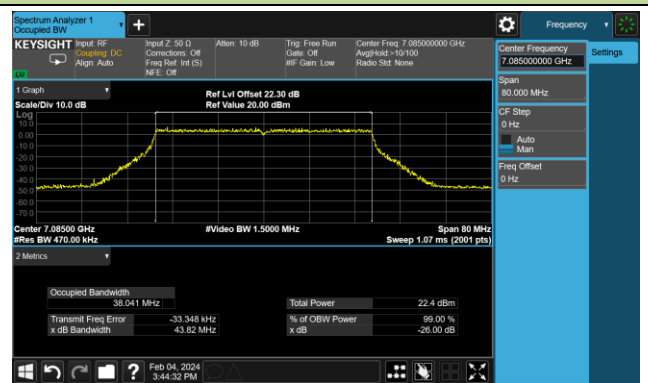 Spectrum Analyzer 1
Occupied BW
Frequency
KEYSIGHT
Input: RF
Coupling: DC
Align: Auto
Input Z: 50 Ω
Corrections: Off
Freq Ref: Int (S)
NFE: Off
Atten: 10 dB
Trig: Free Run
Gate: Off
#IF Gain: Low
Center Freq: 7.085000000 GHz
Avg|Hold:>10/100
Radio Std: None
Center Frequency
7.085000000 GHz
Settings
Span
80.000 MHz
CF Step
0 Hz
Auto
Man
Freq Offset
0 Hz
1 Graph
Scale/Div 10.0 dB
Ref Lvl Offset 22.30 dB
Ref Value 20.00 dBm
Log
10.0
0.00
-10.0
-20.0
-30.0
-40.0
-50.0
-60.0
-70.0
Center 7.08500 GHz
#Res BW 470.00 kHz
#Video BW 1.5000 MHz
Span 80 MHz
Sweep 1.07 ms (2001 pts)
2 Metrics
Occupied Bandwidth
38.041 MHz
Total Power 22.4 dBm
Transmit Freq Error -33.348 kHz
% of OBW Power 99.00 %
x dB Bandwidth 43.82 MHz
x dB -26.00 dB
?
Feb 04, 2024
3:44:32 PM